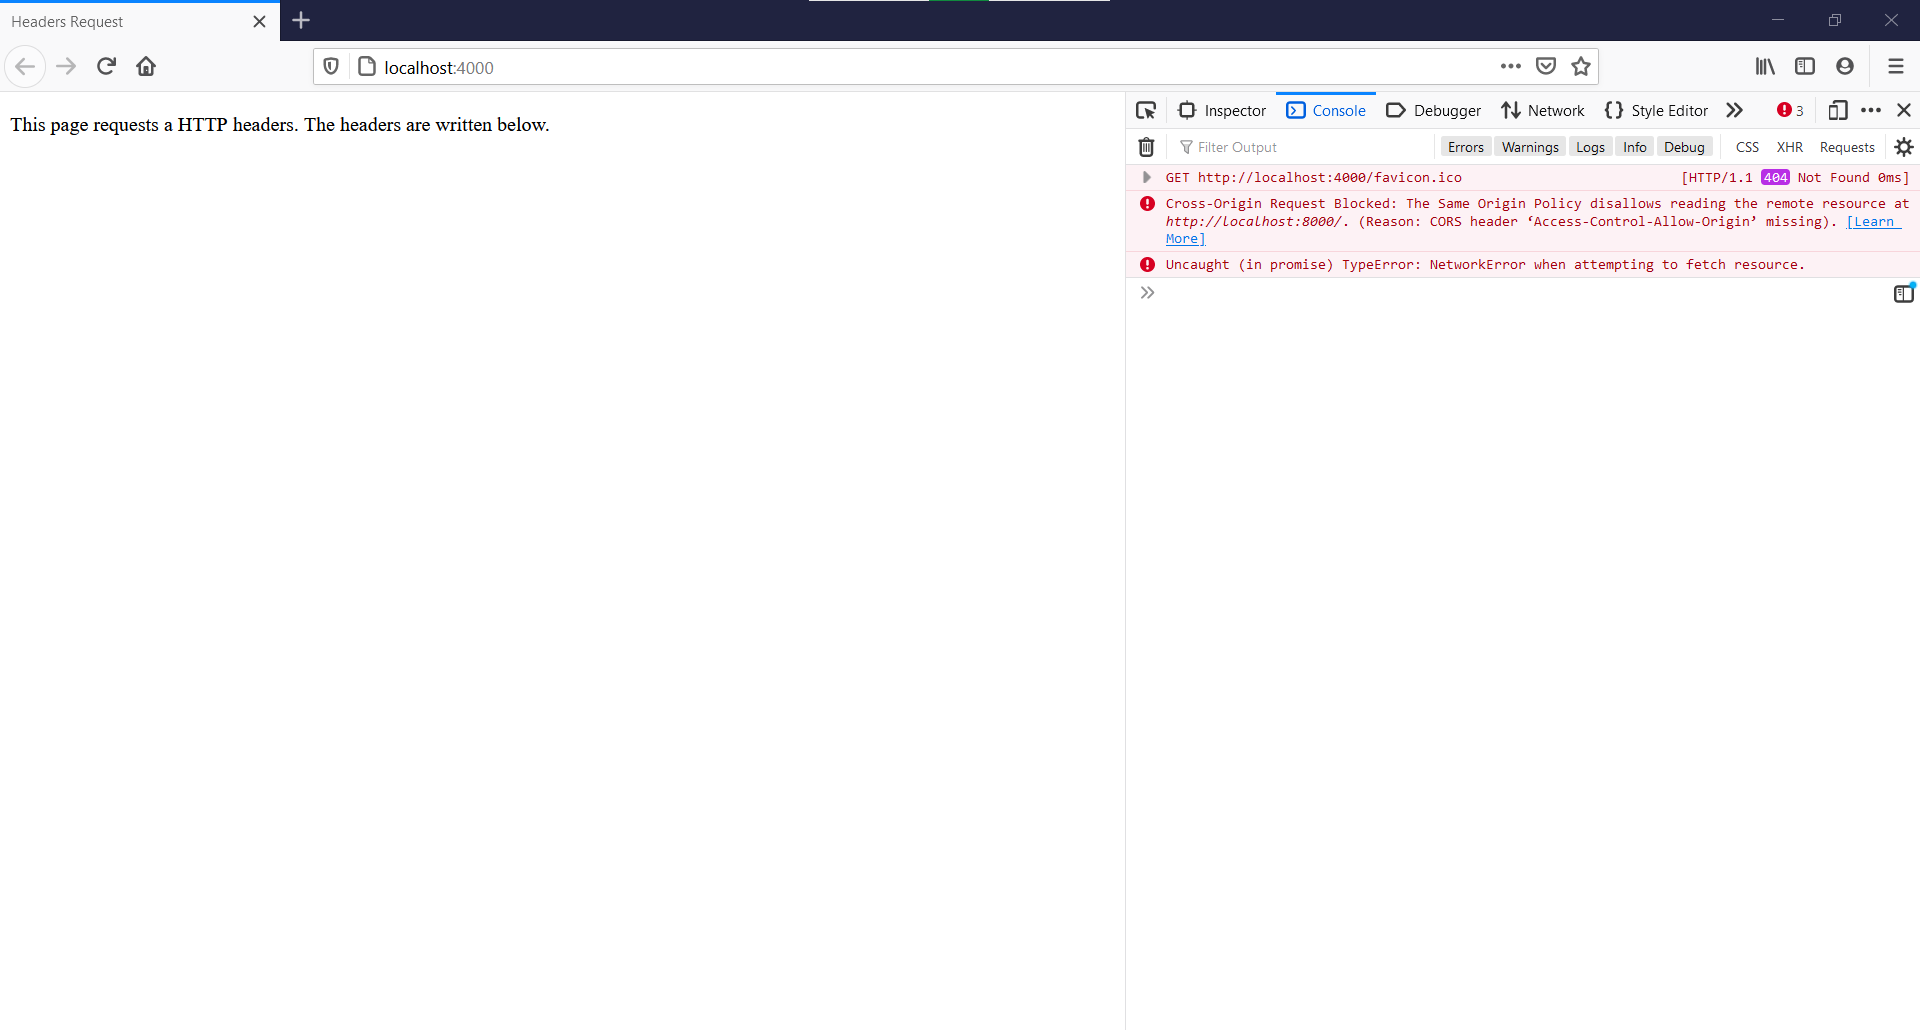 Headers Request
localhost:4000
This page requests a HTTP headers. The headers are written below.
Inspector Console Debugger Network Style Editor 3
Filter Output Errors Warnings Logs Info Debug CSS XHR Requests
GET http://localhost:4000/favicon.ico [HTTP/1.1 404 Not Found 0ms]
Cross-Origin Request Blocked: The Same Origin Policy disallows reading the remote resource at
http://localhost:8000/. (Reason: CORS header ‘Access-Control-Allow-Origin’ missing). [Learn
More]
Uncaught (in promise) TypeError: NetworkError when attempting to fetch resource.